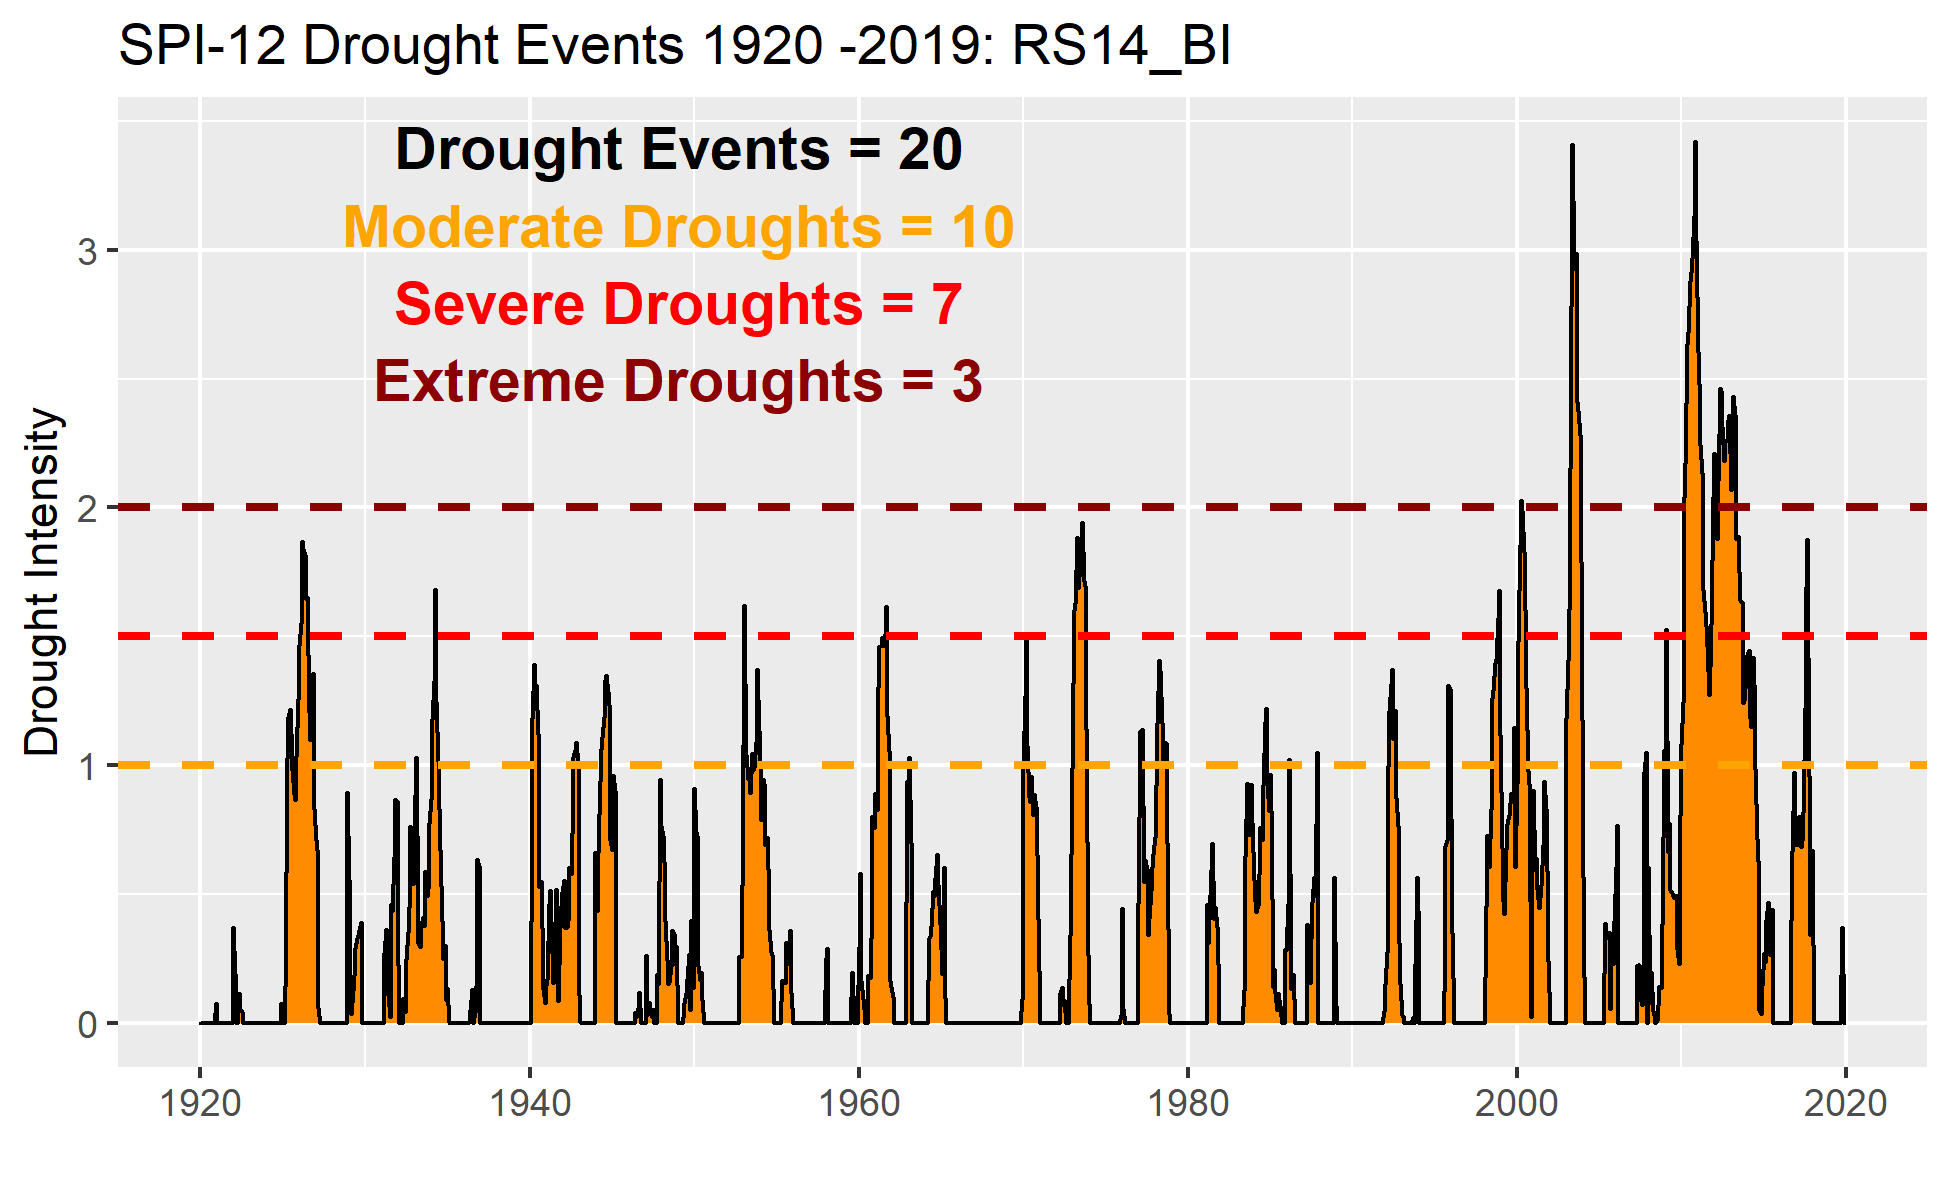 SPI-12 Drought Events 1920 -2019: RS14_BI
Drought Events = 20
Moderate Droughts = 10
Severe Droughts = 7
Extreme Droughts = 3
Drought Intensity
3
2
1
0
1920 1940 1960 1980 2000 2020